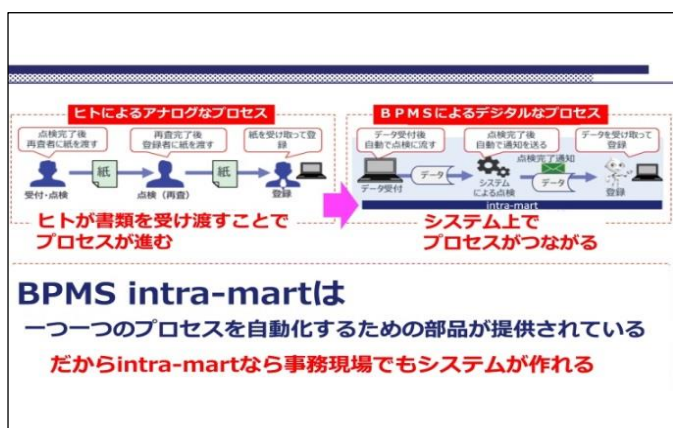 ヒトによるアナログなプロセス
点検完了後
再査者に紙を渡す
再査完了後
登録者に紙を渡す
紙を受け取って登
録
紙
紙
受付・点検
点検（再査）
登録
ヒトが書類を受け渡すことで
プロセスが進む
ＢＰＭＳによるデジタルなプロセス
データ受付後
自動で点検に流す
点検完了後
自動で通知を送る
データを受け取って
登録
点検完了通知
データ
データ
データ受付
システム
による点検
登録
intra-mart
システム上で
プロセスがつながる
BPMS intra-martは
一つ一つのプロセスを自動化するための部品が提供されている
だからintra-martなら事務現場でもシステムが作れる